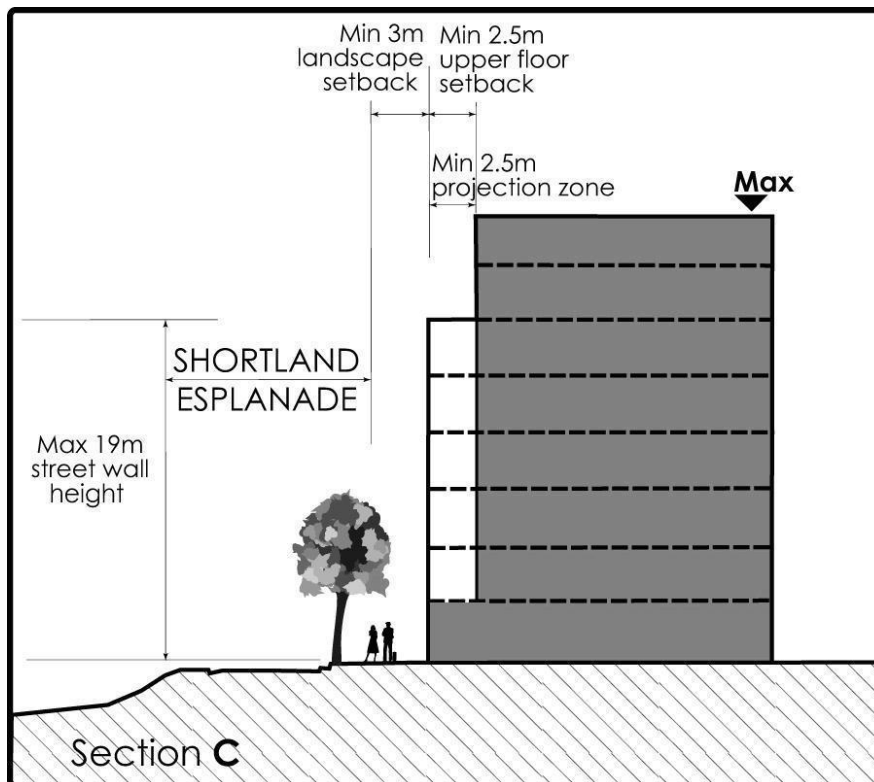 Min 3m
landscape
setback
Min 2.5m
upper floor
setback
Min 2.5m
projection zone
Max
SHORTLAND
ESPLANADE
Max 19m
street wall
height
Section C